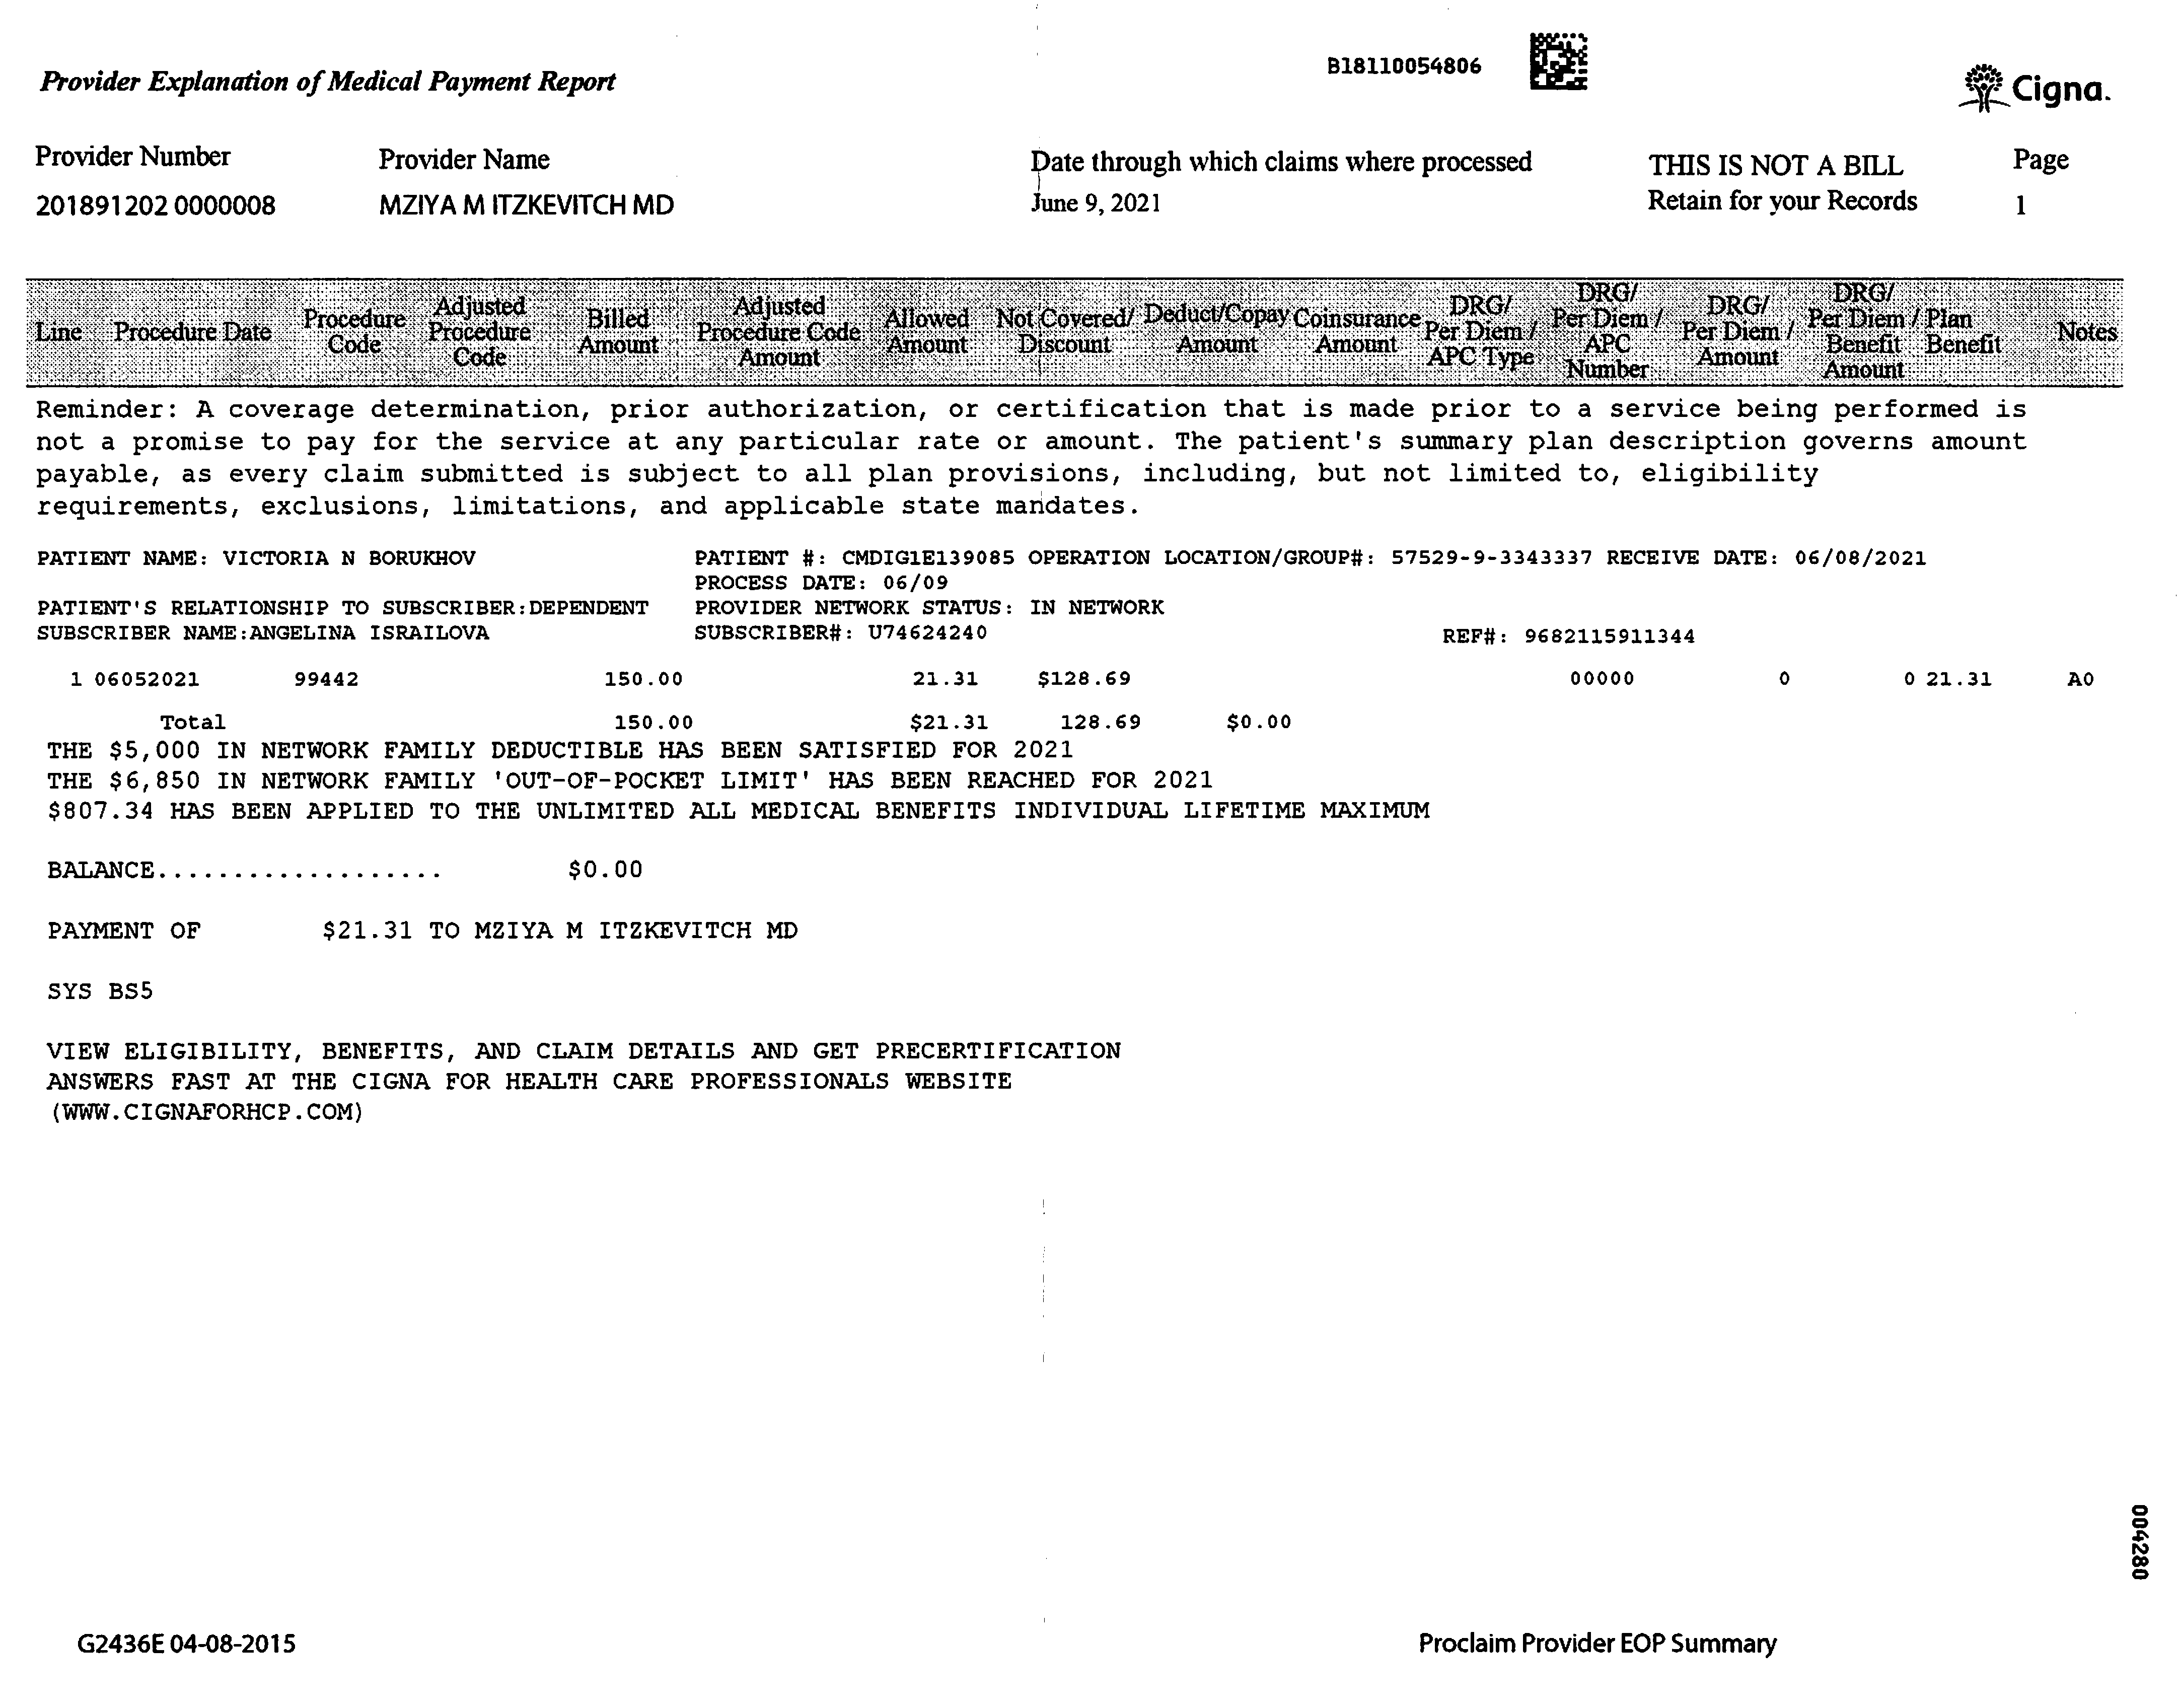 Provider Explanation of Medical Payment Report
B18110054806
Cigna.
Provider Number Provider Name Date through which claims where processed THIS IS NOT A BILL Page
201891202 0000008 MZIYA M ITZKEVITCH MD June 9, 2021 Retain for your Records 1
Line Procedure Date Procedure Code Adjusted Procedure Code Billed Amount Adjusted Procedure Code Amount Allowed Amount Not Covered/ Discount Deduct/Copay Amount Coinsurance Amount DRG/ Per Diem / APC Type DRG/ Per Diem / APC Number DRG/ Per Diem / Amount DRG/ Per Diem / Benefit Amount Plan Benefit Notes
Reminder: A coverage determination, prior authorization, or certification that is made prior to a service being performed is
not a promise to pay for the service at any particular rate or amount. The patient's summary plan description governs amount
payable, as every claim submitted is subject to all plan provisions, including, but not limited to, eligibility
requirements, exclusions, limitations, and applicable state mandates.
PATIENT NAME: VICTORIA N BORUKHOV PATIENT #: CMDIG1E139085 OPERATION LOCATION/GROUP#: 57529-9-3343337 RECEIVE DATE: 06/08/2021
PROCESS DATE: 06/09
PATIENT'S RELATIONSHIP TO SUBSCRIBER:DEPENDENT PROVIDER NETWORK STATUS: IN NETWORK
SUBSCRIBER NAME:ANGELINA ISRAILOVA SUBSCRIBER#: U74624240 REF#: 9682115911344
1 06052021 99442 150.00 21.31 $128.69 00000 0 0 21.31 A0
Total 150.00 $21.31 128.69 $0.00
THE $5,000 IN NETWORK FAMILY DEDUCTIBLE HAS BEEN SATISFIED FOR 2021
THE $6,850 IN NETWORK FAMILY 'OUT-OF-POCKET LIMIT' HAS BEEN REACHED FOR 2021
$807.34 HAS BEEN APPLIED TO THE UNLIMITED ALL MEDICAL BENEFITS INDIVIDUAL LIFETIME MAXIMUM
BALANCE................... $0.00
PAYMENT OF $21.31 TO MZIYA M ITZKEVITCH MD
SYS BS5
VIEW ELIGIBILITY, BENEFITS, AND CLAIM DETAILS AND GET PRECERTIFICATION
ANSWERS FAST AT THE CIGNA FOR HEALTH CARE PROFESSIONALS WEBSITE
(WWW.CIGNAFORHCP.COM)
004280
G2436E 04-08-2015 Proclaim Provider EOP Summary